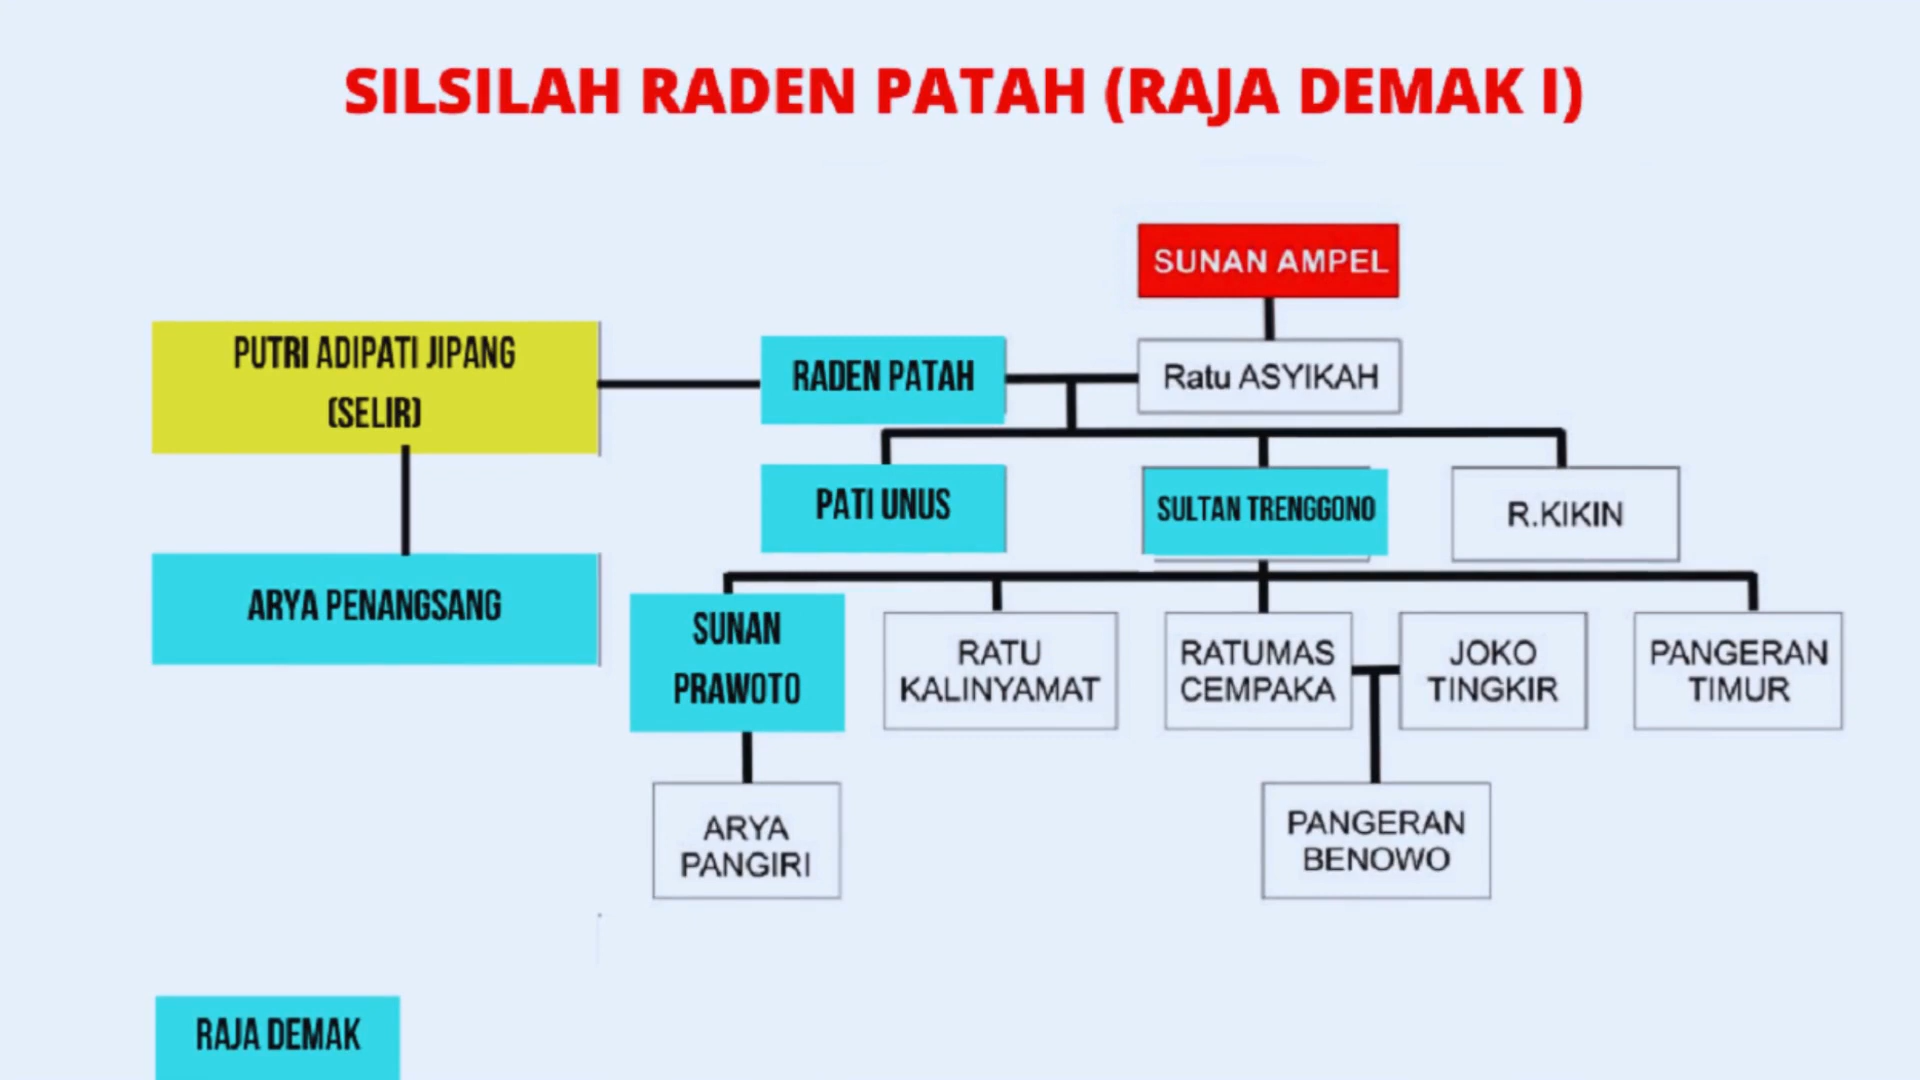 SILSILAH RADEN PATAH (RAJA DEMAK I)
SUNAN AMPEL
PUTRI ADIPATI JIPANG
(SELIR)
RADEN PATAH
Ratu ASYIKAH
PATI UNUS
SULTAN TRENGGONO
R.KIKIN
ARYA PENANGSANG
SUNAN
PRAWOTO
RATU
KALINYAMAT
RATUMAS
CEMPAKA
JOKO
TINGKIR
PANGERAN
TIMUR
ARYA
PANGIRI
PANGERAN
BENOWO
RAJA DEMAK